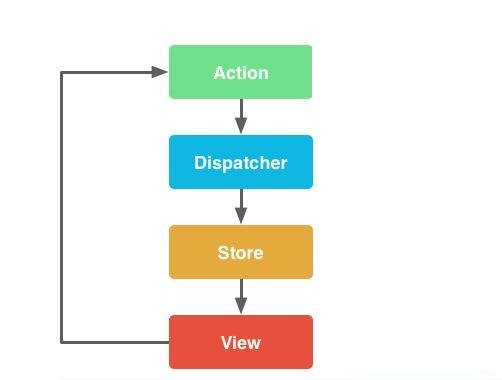 Action
Dispatcher
Store
View